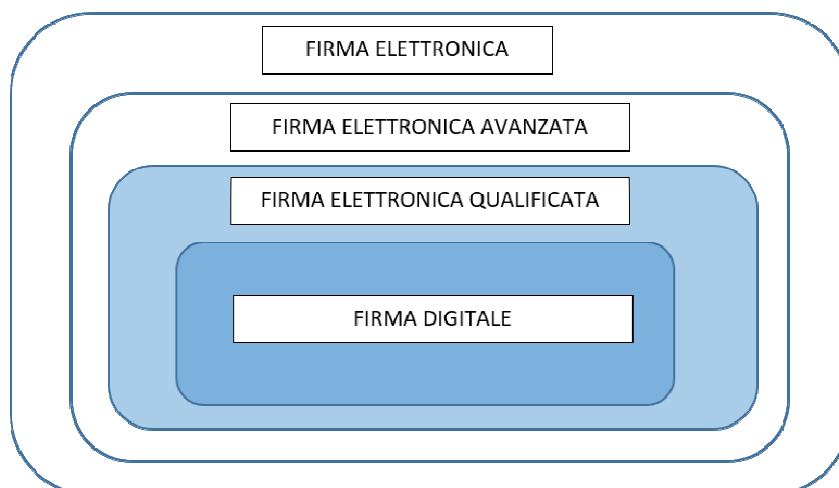 FIRMA ELETTRONICA
FIRMA ELETTRONICA AVANZATA
FIRMA ELETTRONICA QUALIFICATA
FIRMA DIGITALE